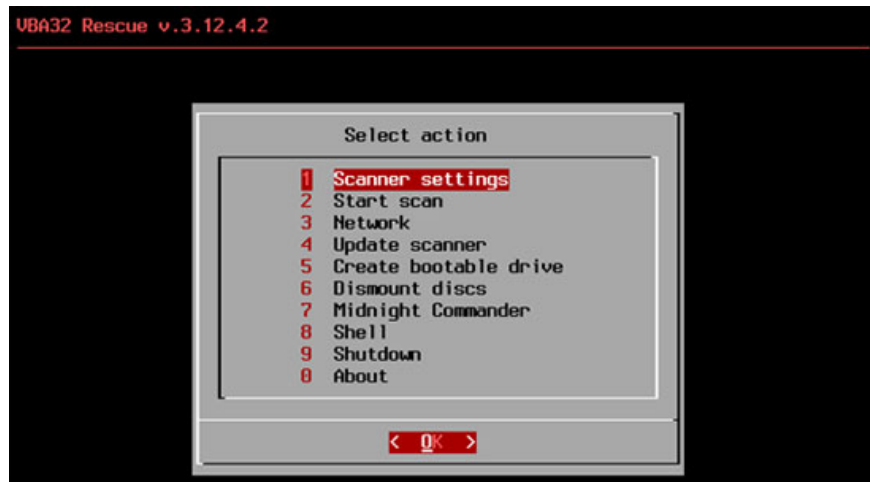 VBA32 Rescue v.3.12.4.2
Select action
1 Scanner settings
2 Start scan
3 Network
4 Update scanner
5 Create bootable drive
6 Dismount discs
7 Midnight Commander
8 Shell
9 Shutdown
0 About
< OK >